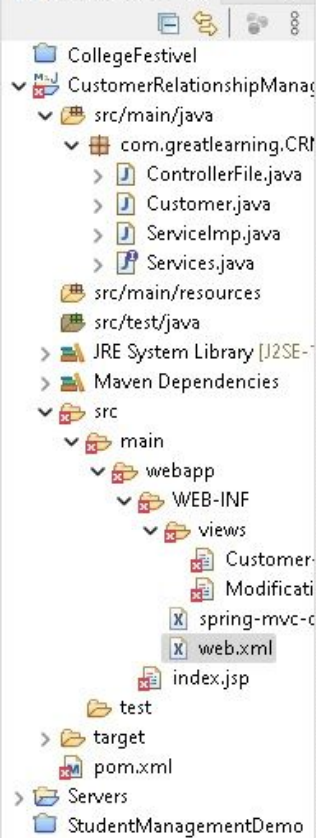 CollegeFestivel
CustomerRelationshipManag
src/main/java
com.greatlearning.CRM
ControllerFile.java
Customer.java
ServiceImp.java
Services.java
src/main/resources
src/test/java
JRE System Library [J2SE-1
Maven Dependencies
src
main
webapp
WEB-INF
views
Customer-
Modificati
spring-mvc-c
web.xml
index.jsp
test
target
pom.xml
Servers
StudentManagementDemo